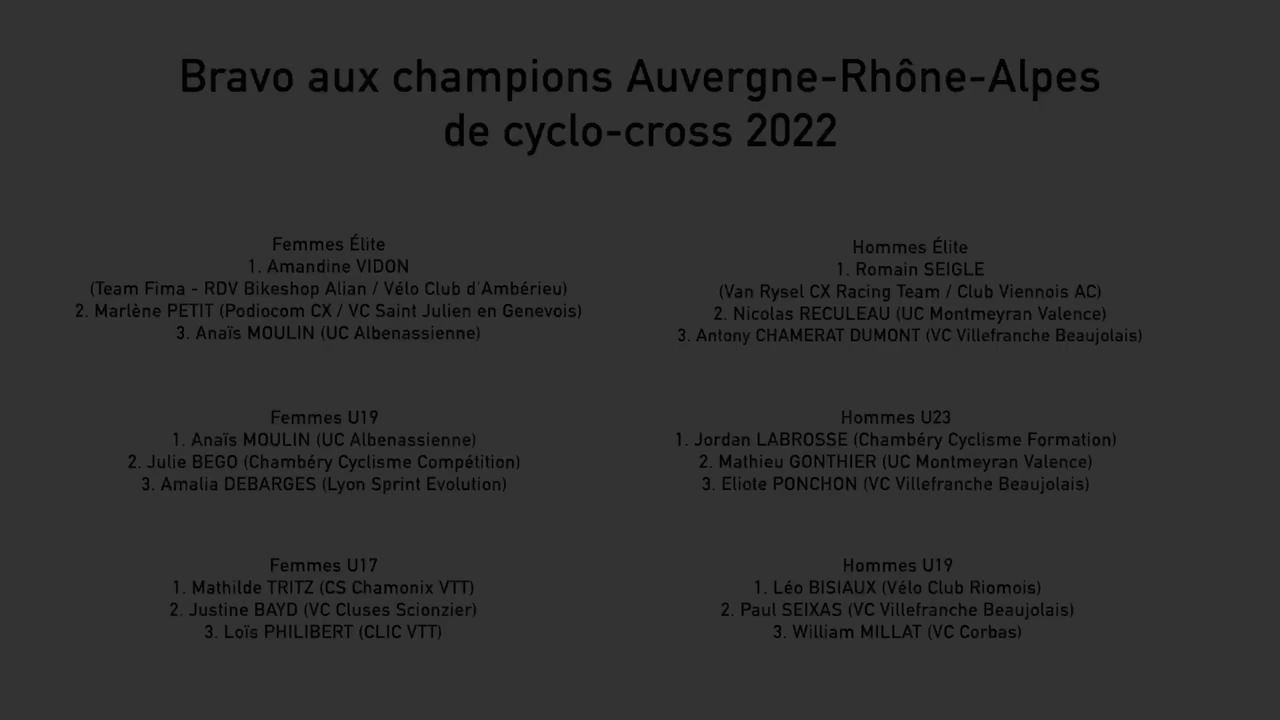 Bravo aux champions Auvergne-Rhône-Alpes
de cyclo-cross 2022
Femmes Élite
1. Amandine VIDON
(Team Fima - RDV Bikeshop Alian / Vélo Club d'Ambérieu)
2. Marlène PETIT (Podiocom CX / VC Saint Julien en Genevois)
3. Anaïs MOULIN (UC Albenassienne)
Hommes Élite
1. Romain SEIGLE
(Van Rysel CX Racing Team / Club Viennois AC)
2. Nicolas RECULEAU (UC Montmeyran Valence)
3. Antony CHAMERAT DUMONT (VC Villefranche Beaujolais)
Femmes U19
1. Anaïs MOULIN (UC Albenassienne)
2. Julie BEGO (Chambéry Cyclisme Compétition)
3. Amalia DEBARGES (Lyon Sprint Evolution)
Hommes U23
1. Jordan LABROSSE (Chambéry Cyclisme Formation)
2. Mathieu GONTHIER (UC Montmeyran Valence)
3. Eliote PONCHON (VC Villefranche Beaujolais)
Femmes U17
1. Mathilde TRITZ (CS Chamonix VTT)
2. Justine BAYD (VC Cluses Scionzier)
3. Loïs PHILIBERT (CLIC VTT)
Hommes U19
1. Léo BISIAUX (Vélo Club Riomois)
2. Paul SEIXAS (VC Villefranche Beaujolais)
3. William MILLAT (VC Corbas)